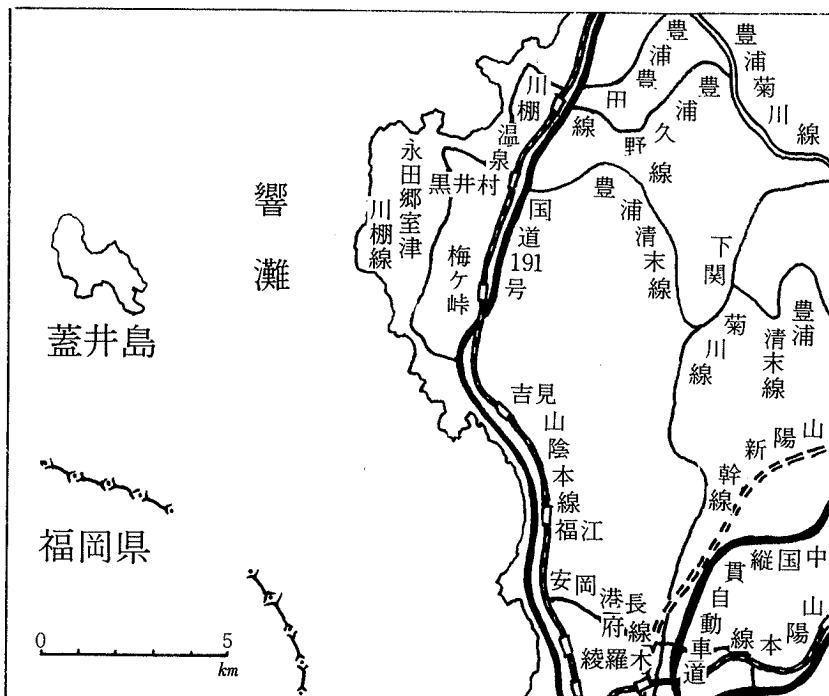 豊浦豊田線
豊浦菊川線
豊浦豊久野線
川棚温泉
黒井村
永田郷室津川棚線
響灘
梅ケ峠
国道191号
豊浦清末線
下関菊川線
豊浦清末線
蓋井島
吉見
山陰本線
福江
山陽新幹線
福岡県
安岡港長府線
綾羅木
中国縦貫自動車道
山陽本線
0 5
km